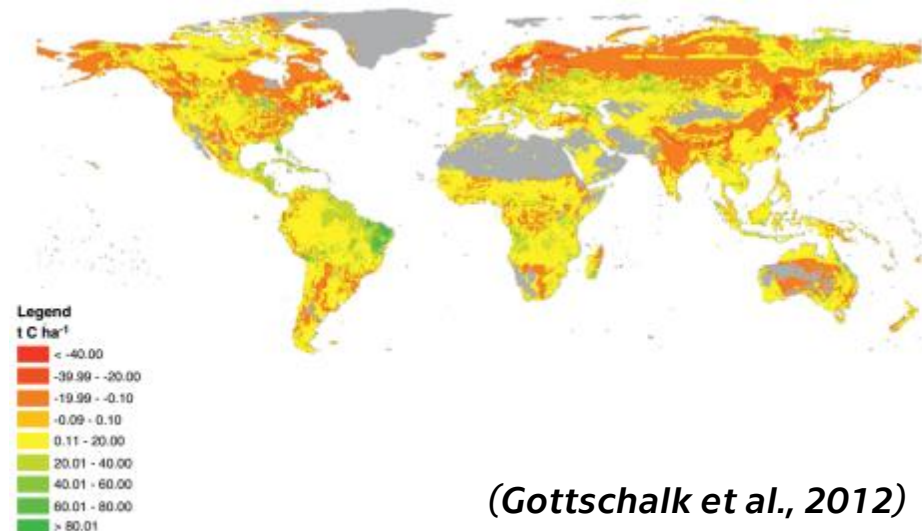 Legend
t C ha⁻¹
< -40.00
-39.99 - -20.00
-19.99 - -0.10
-0.09 - 0.10
0.11 - 20.00
20.01 - 40.00
40.01 - 60.00
60.01 - 80.00
> 80.01
(Gottschalk et al., 2012)